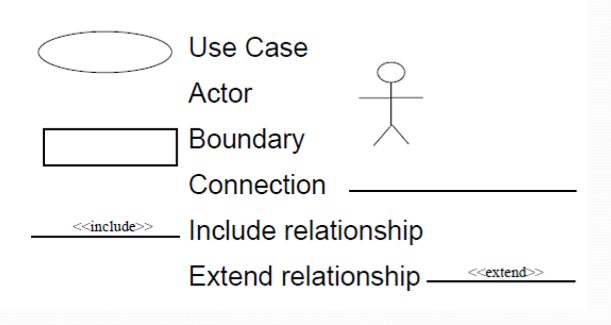 Use Case
Actor
Boundary
Connection
<<include>> Include relationship
Extend relationship <<extend>>